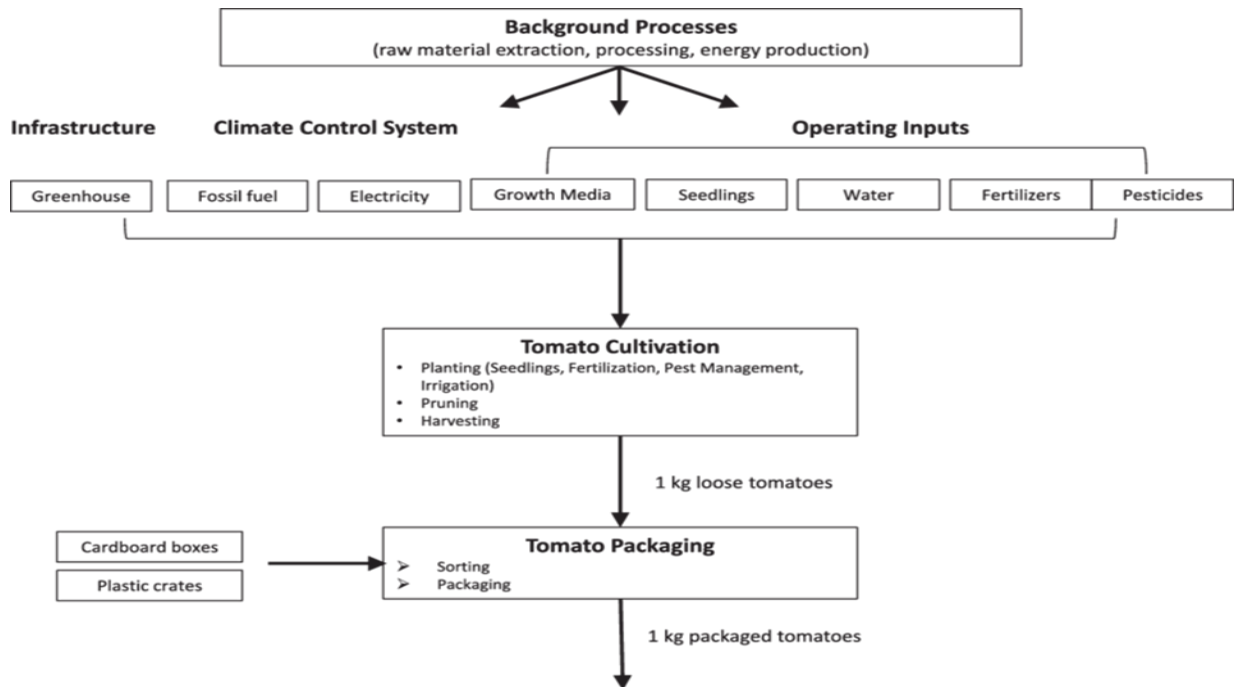 Background Processes
(raw material extraction, processing, energy production)
Infrastructure
Climate Control System
Operating Inputs
Greenhouse
Fossil fuel
Electricity
Growth Media
Seedlings
Water
Fertilizers
Pesticides
Tomato Cultivation
• Planting (Seedlings, Fertilization, Pest Management,
Irrigation)
• Pruning
• Harvesting
1 kg loose tomatoes
Cardboard boxes
Plastic crates
Tomato Packaging
➢ Sorting
➢ Packaging
1 kg packaged tomatoes